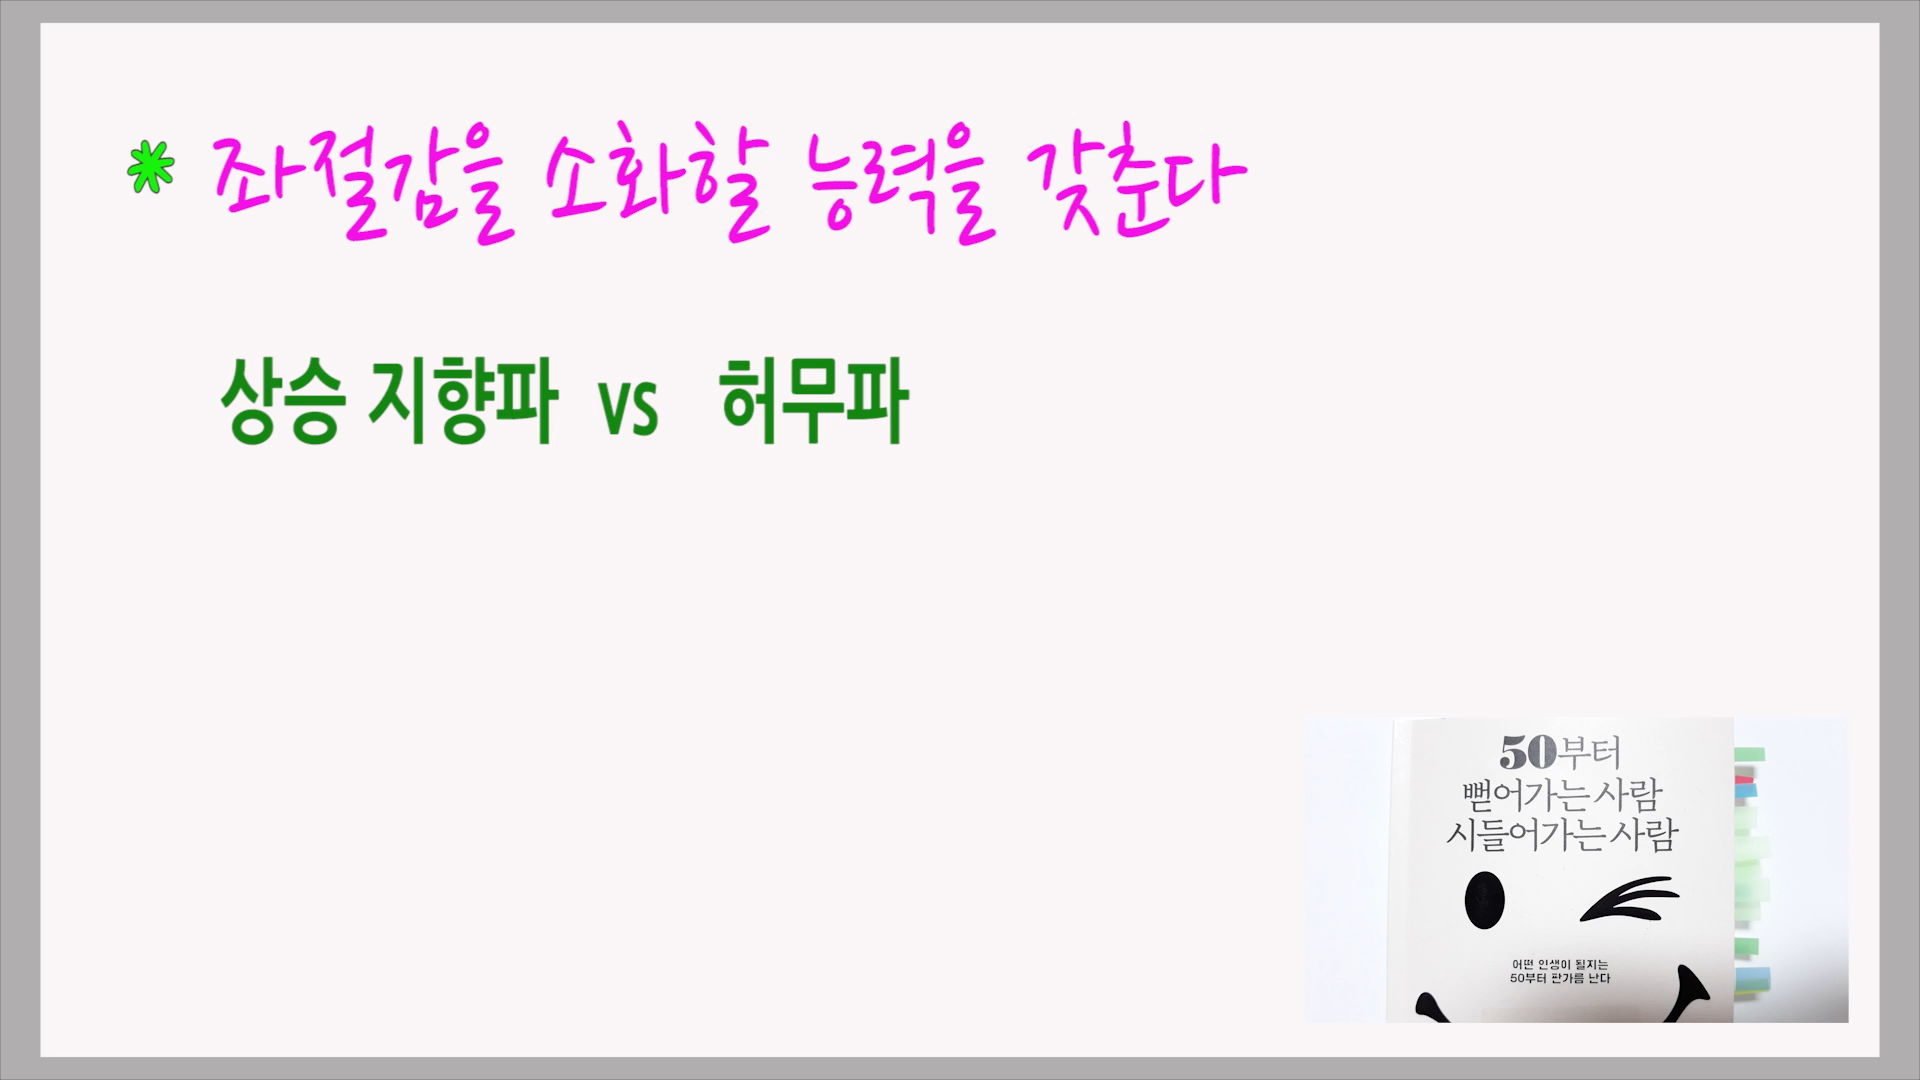 * 좌절감을 소화할 능력을 갖춘다
상승 지향파 vs 허무파
50부터
뻗어가는 사람
시들어가는 사람
어떤 인생이 될지는
50부터 판가름 난다